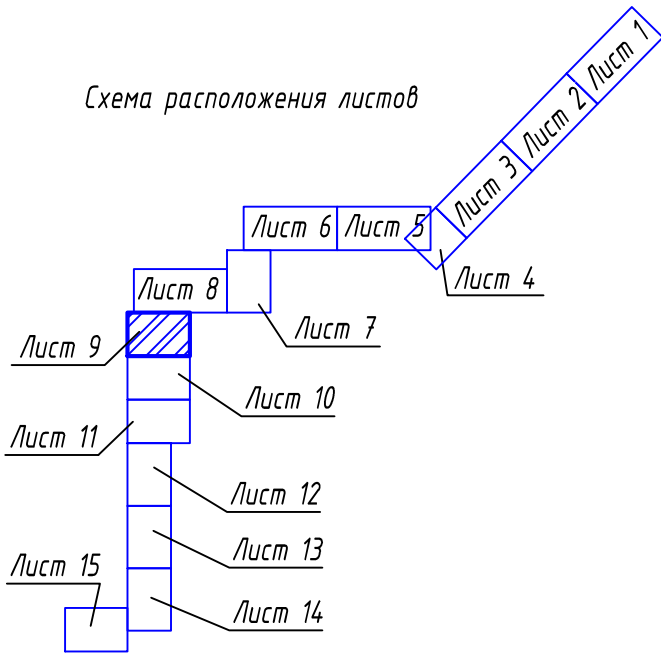 Схема расположения листов
Лист 1
Лист 2
Лист 3
Лист 4
Лист 5
Лист 6
Лист 7
Лист 8
Лист 9
Лист 10
Лист 11
Лист 12
Лист 13
Лист 14
Лист 15